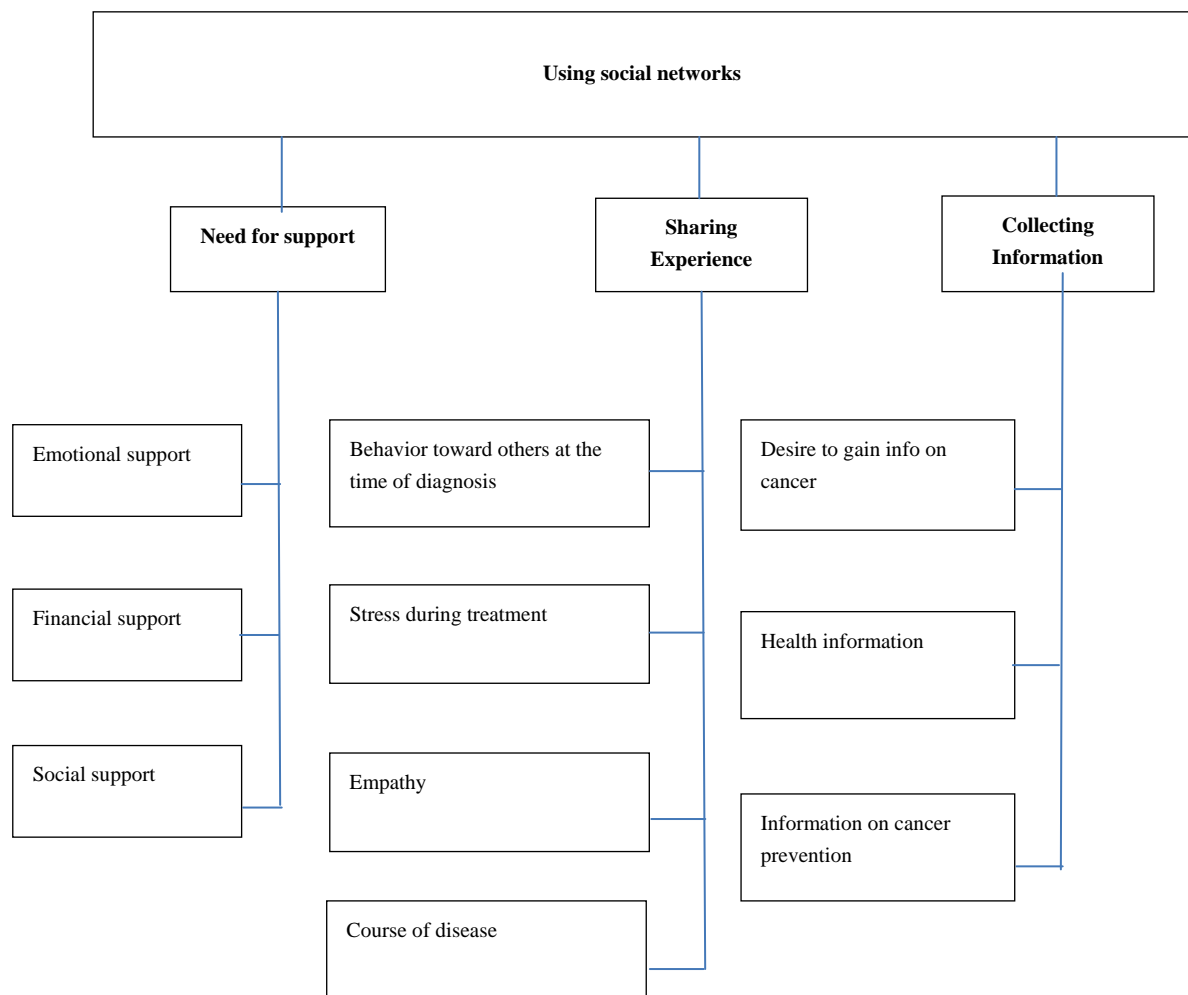 Using social networks
Need for support
Sharing
Experience
Collecting
Information
Emotional support
Financial support
Social support
Behavior toward others at the
time of diagnosis
Stress during treatment
Empathy
Course of disease
Desire to gain info on
cancer
Health information
Information on cancer
prevention